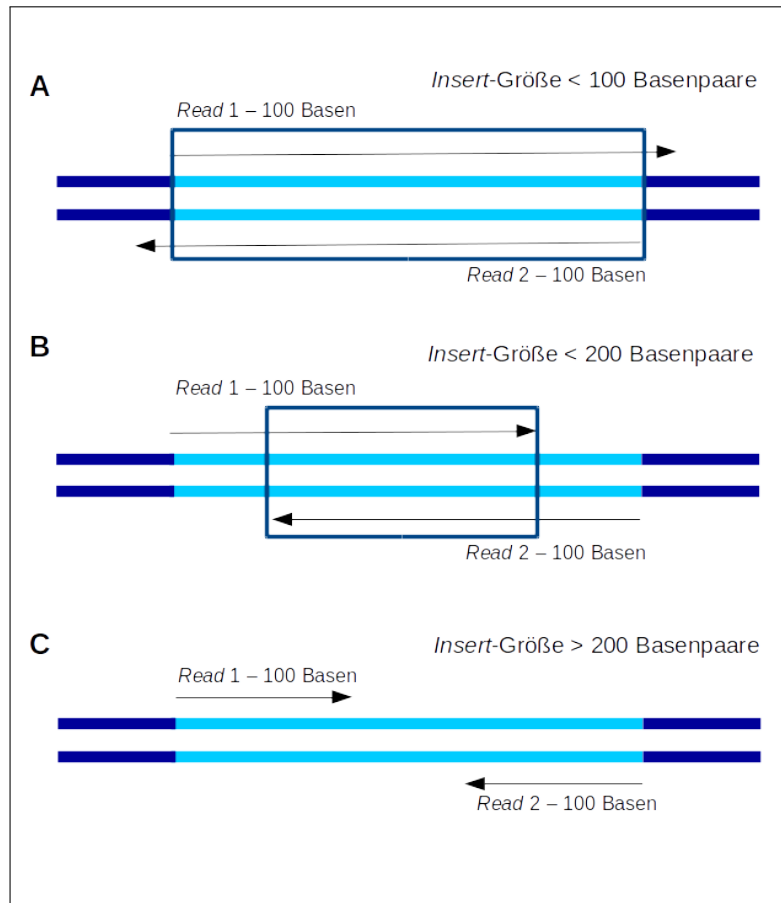 A
Insert-Größe < 100 Basenpaare
Read 1 – 100 Basen
Read 2 – 100 Basen
B
Insert-Größe < 200 Basenpaare
Read 1 – 100 Basen
Read 2 – 100 Basen
C
Insert-Größe > 200 Basenpaare
Read 1 – 100 Basen
Read 2 – 100 Basen